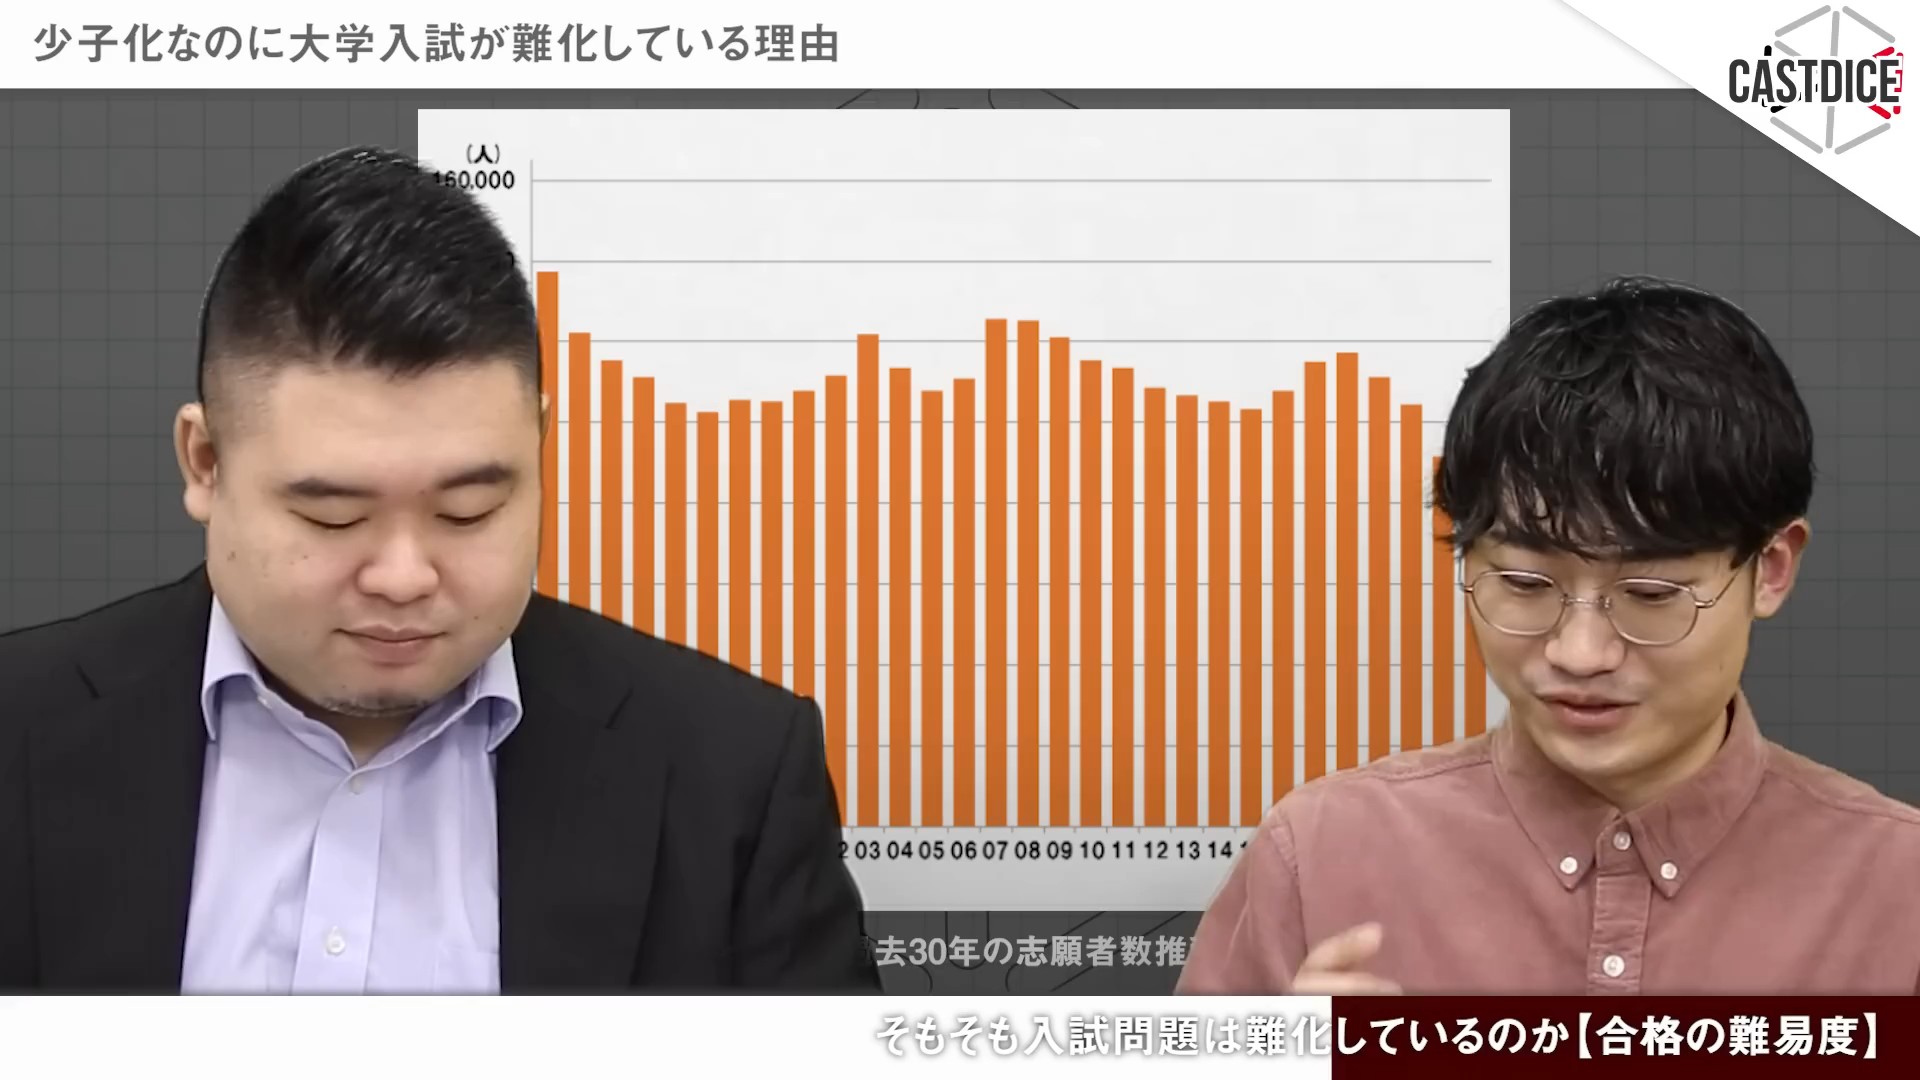 少子化なのに大学入試が難化している理由
CASTDICE
（人）
160,000
03 04 05 06 07 08 09 10 11 12 13 14
去30年の志願者数推
そもそも入試問題は難化しているのか【合格の難易度】